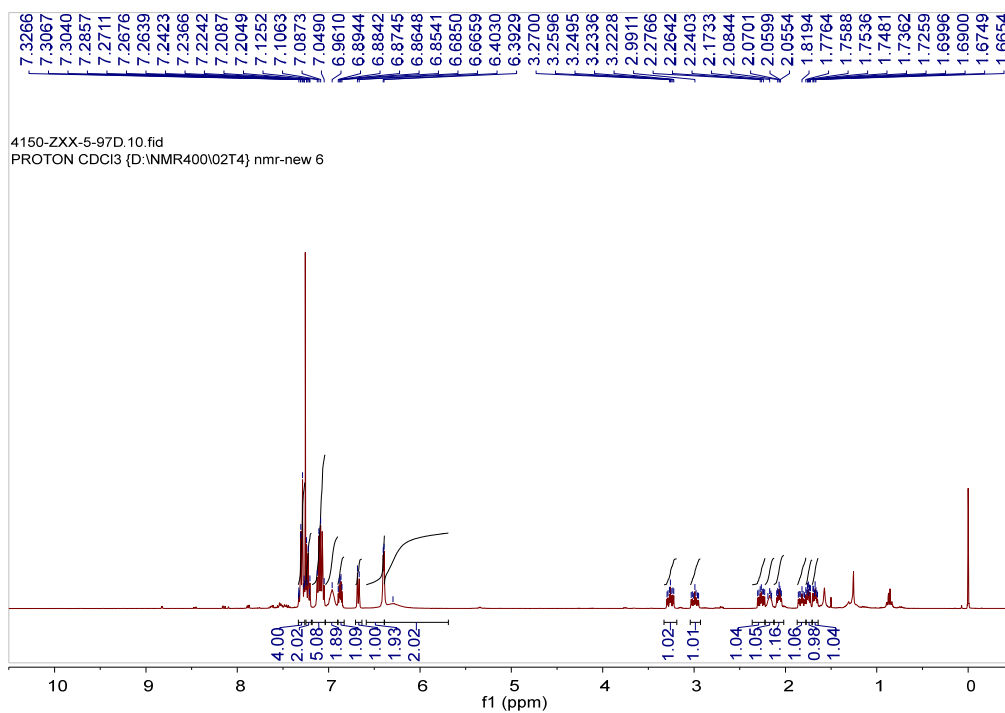 7.3266 7.3067 7.3040 7.2857 7.2711 7.2676 7.2639 7.2423 7.2366 7.2242 7.2087 7.2049 7.1252 7.1063 7.0873 7.0490 6.9610 6.8944 6.8842 6.8745 6.8648 6.8541 6.6850 6.6659 6.4030 6.3929 3.2700 3.2596 3.2495 3.2336 3.2228 2.9911 2.2766 2.2642 2.2403 2.1733 2.0844 2.0701 2.0599 2.0554 1.8194 1.7764 1.7588 1.7536 1.7481 1.7362 1.7259 1.6996 1.6900 1.6749 1.6654
4150-ZXX-5-97D.10.fid
PROTON CDCl3 {D:\NMR400\02T4} nmr-new 6
4.00 2.02 5.08 1.89 1.09 1.00 1.93 2.02 1.02 1.01 1.04 1.05 1.16 1.06 0.98 1.04
10 9 8 7 6 5 4 3 2 1 0
f1 (ppm)